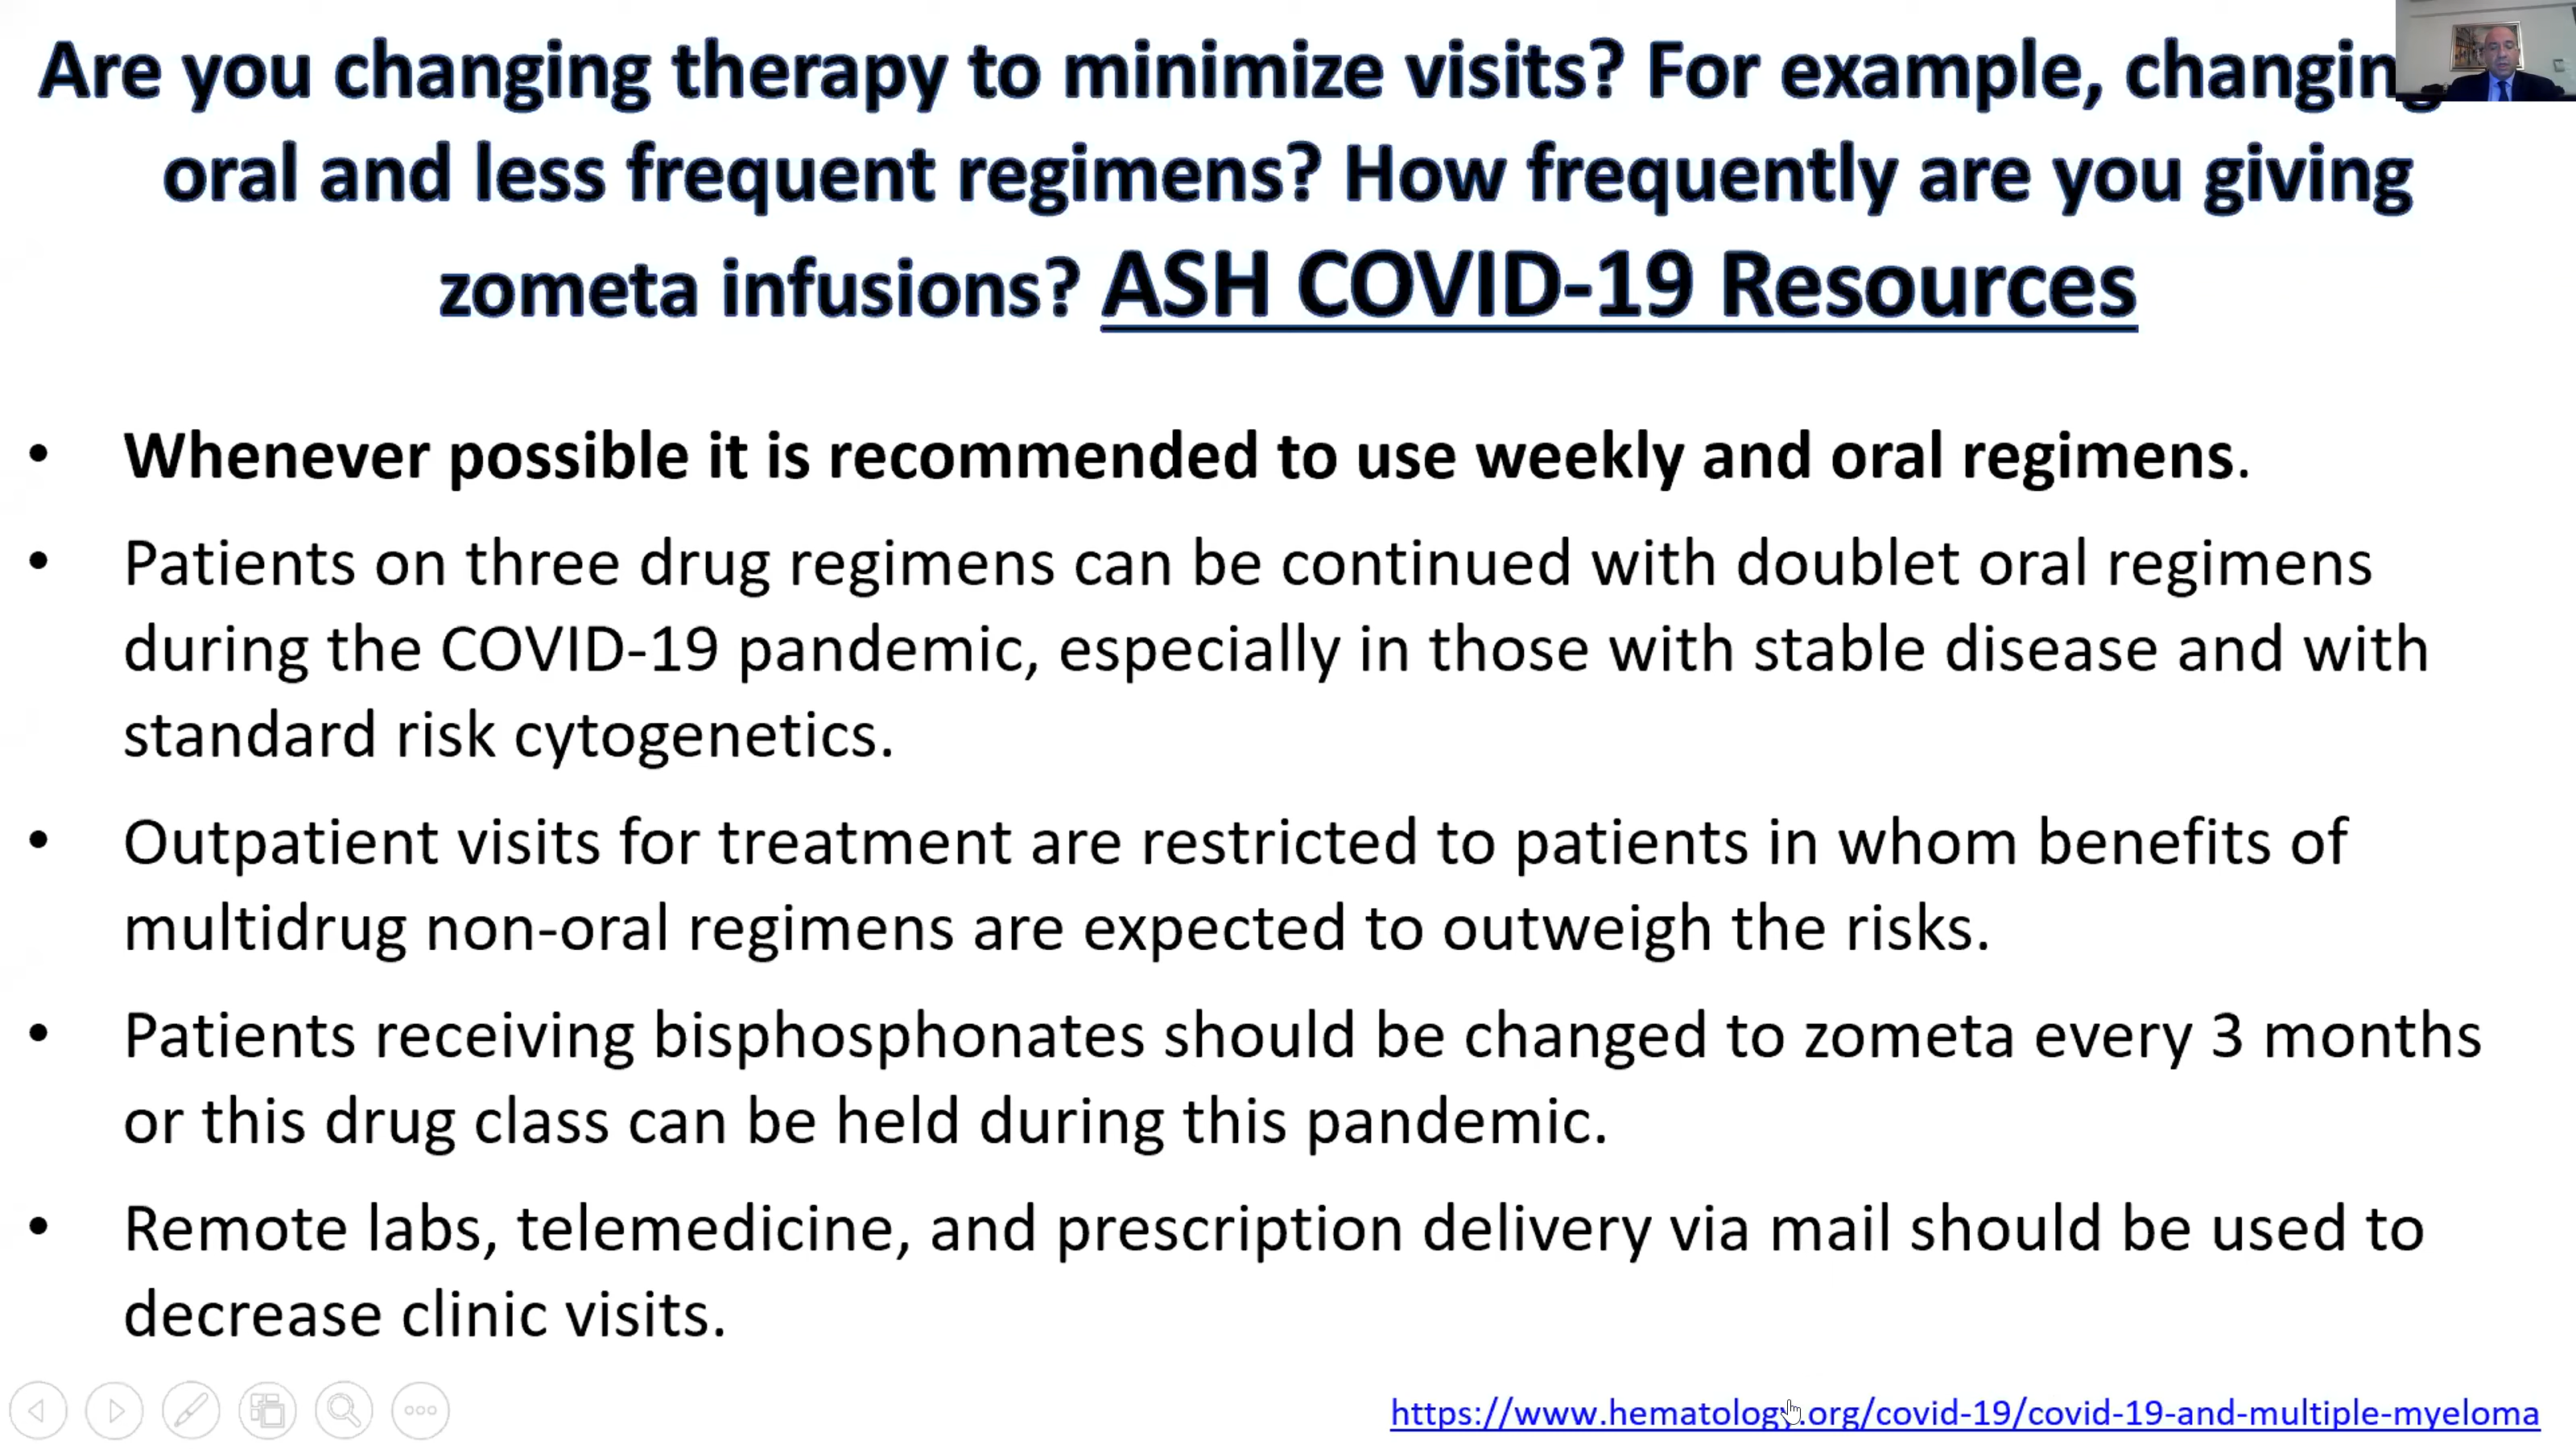 Are you changing therapy to minimize visits? For example, changin
oral and less frequent regimens? How frequently are you giving
zometa infusions? ASH COVID-19 Resources
• Whenever possible it is recommended to use weekly and oral regimens.
• Patients on three drug regimens can be continued with doublet oral regimens
during the COVID-19 pandemic, especially in those with stable disease and with
standard risk cytogenetics.
• Outpatient visits for treatment are restricted to patients in whom benefits of
multidrug non-oral regimens are expected to outweigh the risks.
• Patients receiving bisphosphonates should be changed to zometa every 3 months
or this drug class can be held during this pandemic.
• Remote labs, telemedicine, and prescription delivery via mail should be used to
decrease clinic visits.
https://www.hematology.org/covid-19/covid-19-and-multiple-myeloma